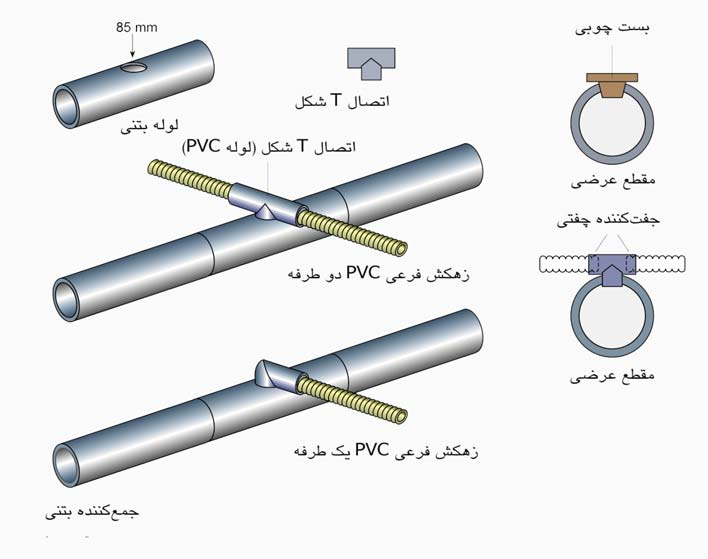 85 mm
لوله بتنی
اتصال T شکل
بست چوبی
مقطع عرضی
اتصال T شکل (لوله PVC)
جفت‌کننده چفتی
زهکش فرعی PVC دو طرفه
مقطع عرضی
زهکش فرعی PVC یک طرفه
جمع‌کننده بتنی